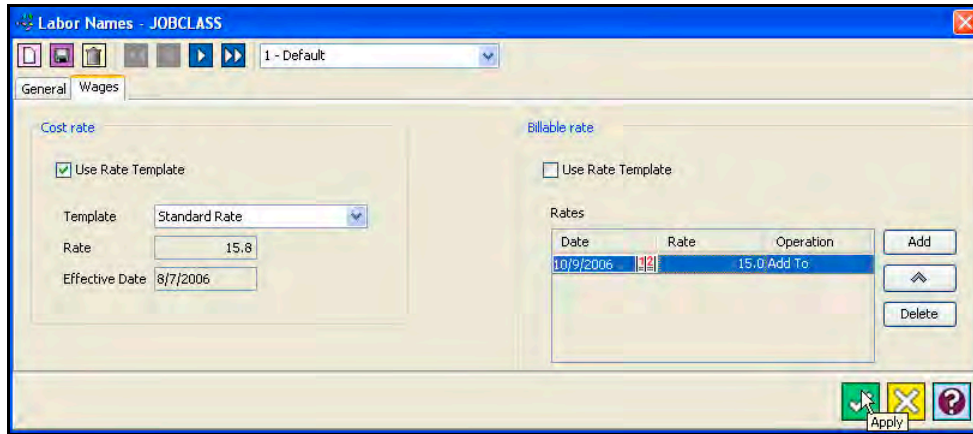 Labor Names - JOBCLASS
1 - Default
General Wages
Cost rate
Use Rate Template
Template Standard Rate
Rate 15.8
Effective Date 8/7/2006
Billable rate
Use Rate Template
Rates
Date Rate Operation
10/9/2006 12 15.0 Add To
Add
Delete
?
Apply